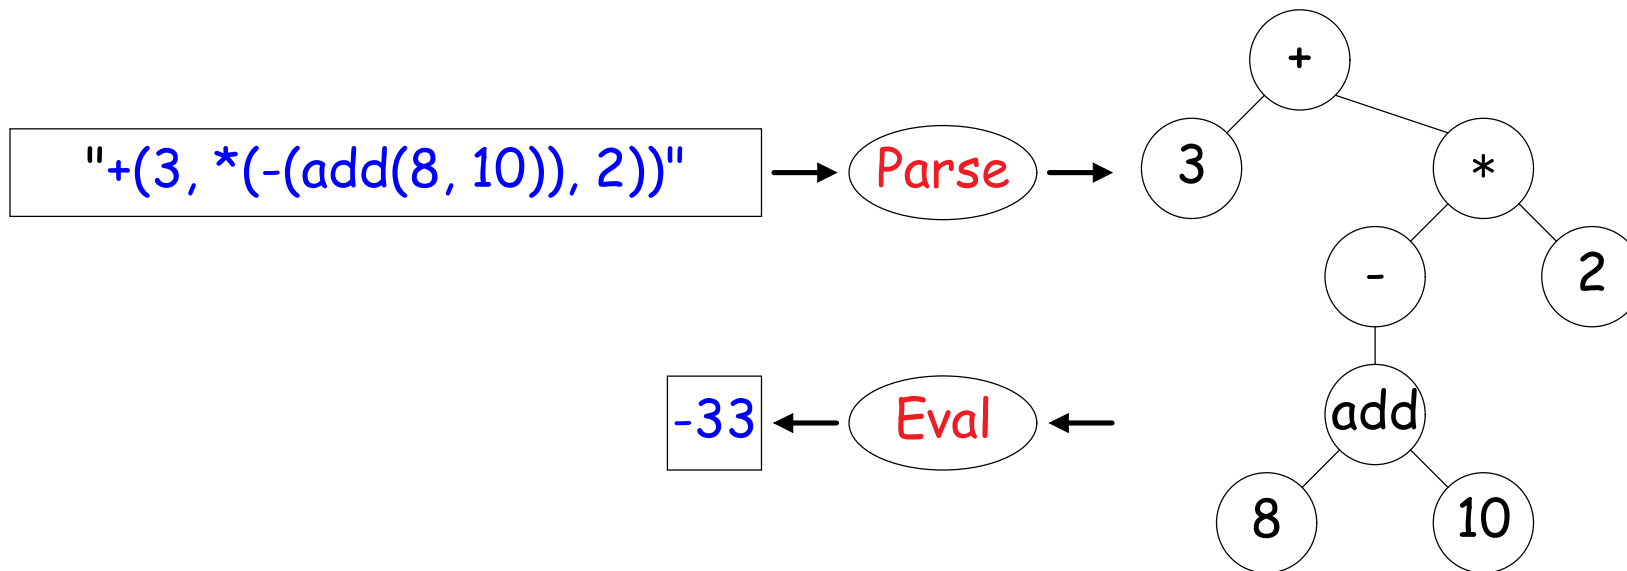 +
"+(3, *(-(add(8, 10)), 2))"
Parse
3
*
-
2
-33
Eval
add
8
10